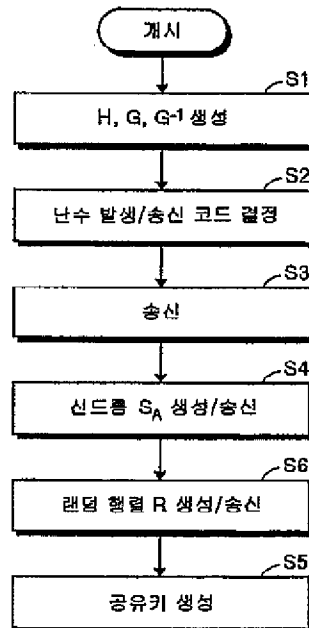 개시
S1
H, G, G⁻¹ 생성
S2
난수 발생/송신 코드 결정
S3
송신
S4
신드롬 S_A 생성/송신
S6
랜덤 행렬 R 생성/송신
S5
공유키 생성